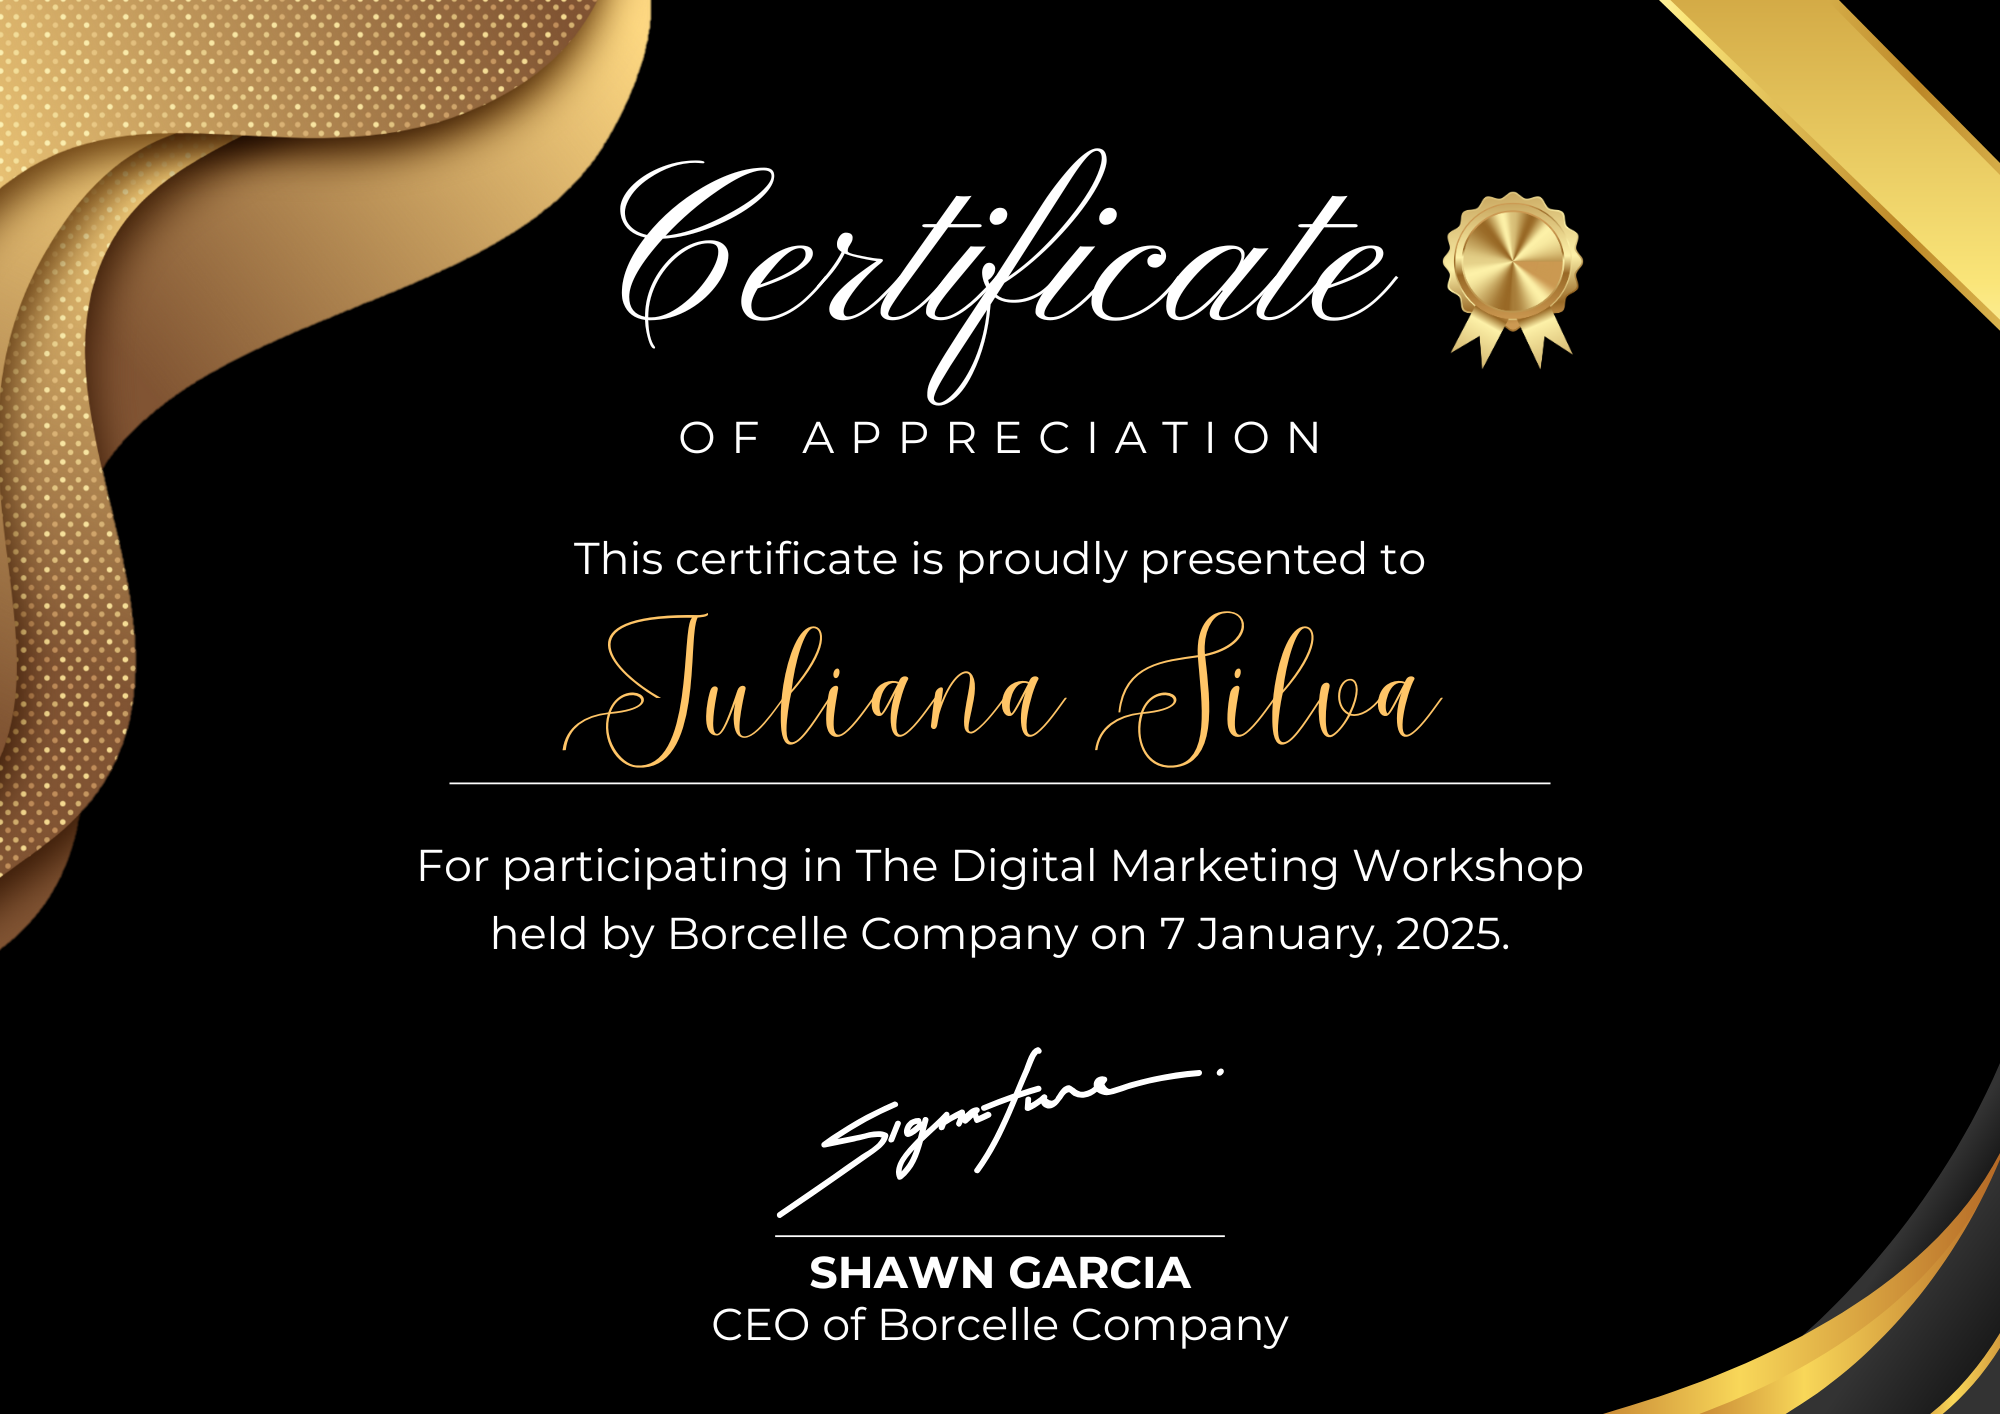 Certificate
OF APPRECIATION
This certificate is proudly presented to
Juliana Silva
For participating in The Digital Marketing Workshop
held by Borcelle Company on 7 January, 2025.
Signature
SHAWN GARCIA
CEO of Borcelle Company